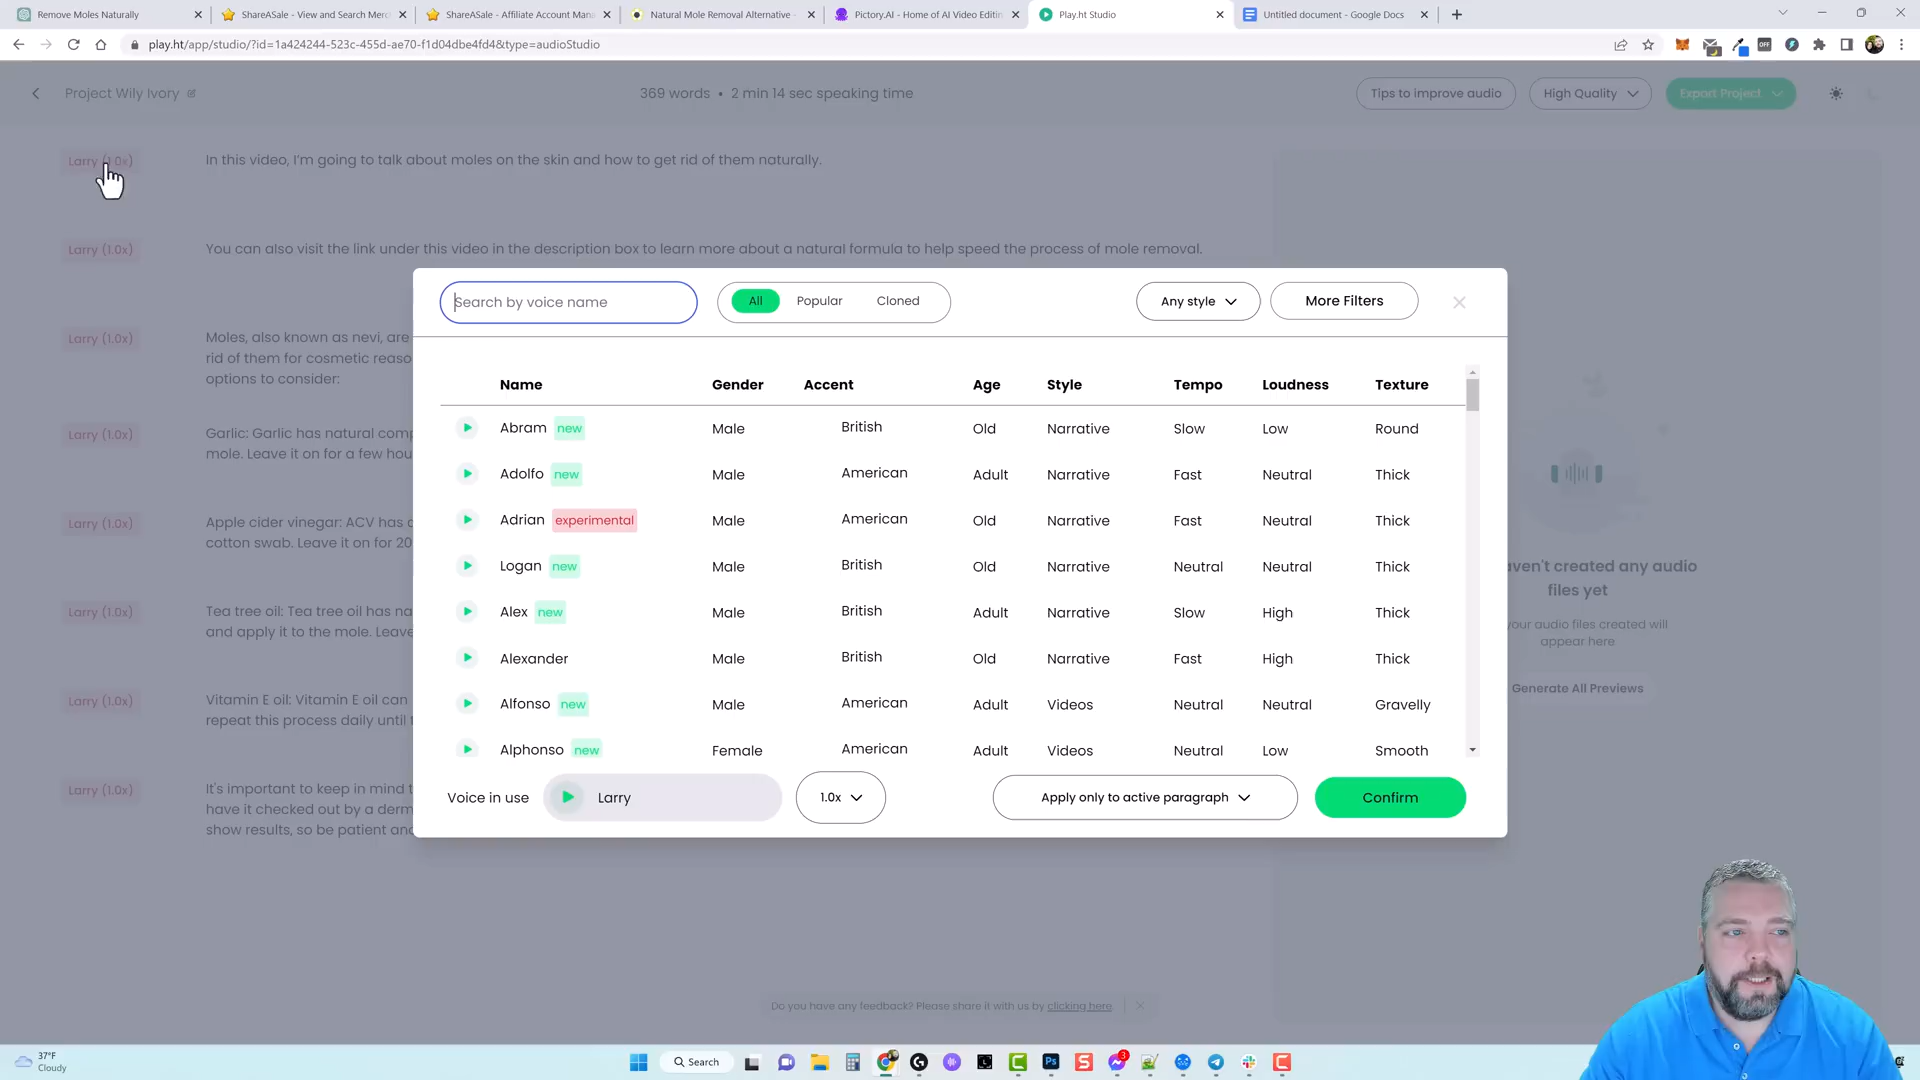 Remove Moles Naturally
ShareASale - View and Search Merc
ShareASale - Affiliate Account Mana
Natural Mole Removal Alternative -
Pictory.AI - Home of AI Video Editin
Play.ht Studio
Untitled document - Google Docs
play.ht/app/studio/?id=1a424244-523c-455d-ae70-f1d04dbe4fd4&type=audioStudio
Project Wily Ivory
369 words • 2 min 14 sec speaking time
Tips to improve audio
High Quality
Export Project
Larry (1.0x)
In this video, I'm going to talk about moles on the skin and how to get rid of them naturally.
Larry (1.0x)
You can also visit the link under this video in the description box to learn more about a natural formula to help speed the process of mole removal.
Larry (1.0x)
Moles, also known as nevi, are
rid of them for cosmetic reaso
options to consider:
Larry (1.0x)
Garlic: Garlic has natural comp
mole. Leave it on for a few hou
Larry (1.0x)
Apple cider vinegar: ACV has a
cotton swab. Leave it on for 20
Larry (1.0x)
Tea tree oil: Tea tree oil has na
and apply it to the mole. Leave
Larry (1.0x)
Vitamin E oil: Vitamin E oil can
repeat this process daily until t
Larry (1.0x)
It's important to keep in mind t
have it checked out by a derm
show results, so be patient and
Search by voice name
All Popular Cloned
Any style
More Filters
Name Gender Accent Age Style Tempo Loudness Texture
Abram new Male British Old Narrative Slow Low Round
Adolfo new Male American Adult Narrative Fast Neutral Thick
Adrian experimental Male American Old Narrative Fast Neutral Thick
Logan new Male British Old Narrative Neutral Neutral Thick
Alex new Male British Adult Narrative Slow High Thick
Alexander Male British Old Narrative Fast High Thick
Alfonso new Male American Adult Videos Neutral Neutral Gravelly
Alphonso new Female American Adult Videos Neutral Low Smooth
Voice in use
Larry
1.0x
Apply only to active paragraph
Confirm
aven't created any audio
files yet
your audio files created will
appear here
Generate All Previews
Do you have any feedback? Please share it with us by clicking here.
37°F
Cloudy
Search
3
OFF